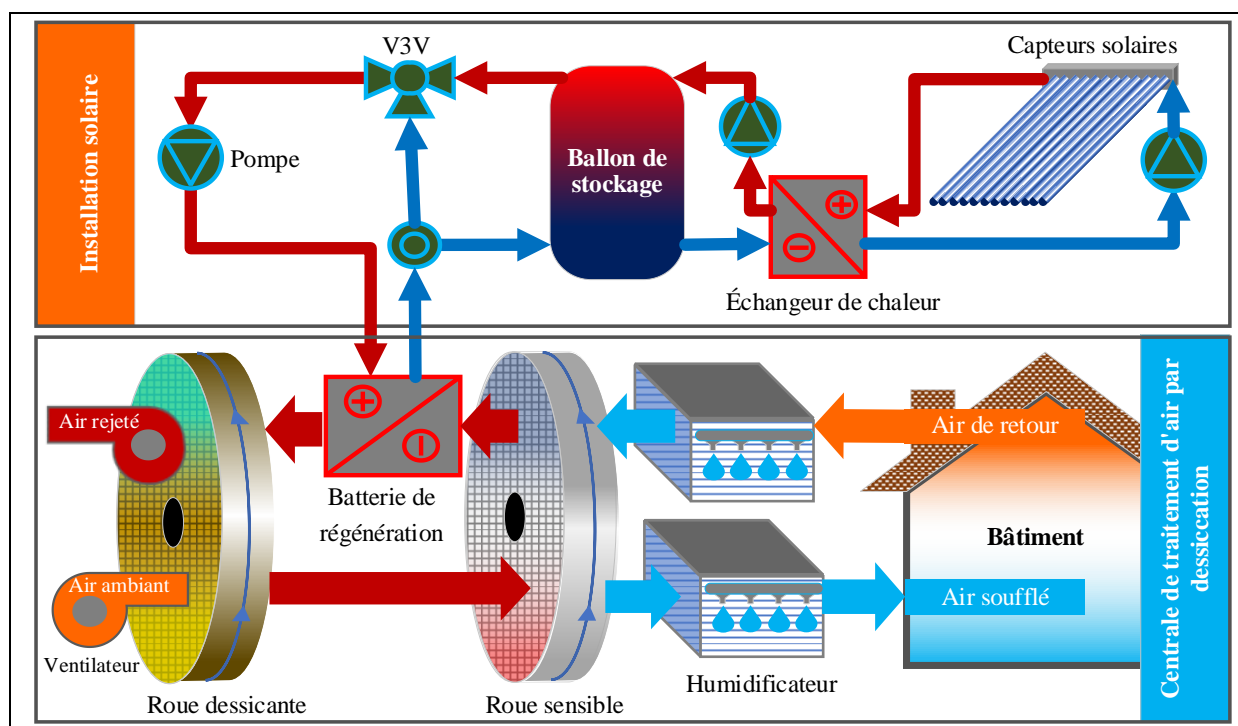 Installation solaire
V3V
Capteurs solaires
Pompe
Ballon de
stockage
Échangeur de chaleur
Air rejeté
Air de retour
Batterie de
régénération
Bâtiment
Air ambiant
Air soufflé
Ventilateur
Humidificateur
Roue dessicante
Roue sensible
Centrale de traitement d'air par
dessiccation